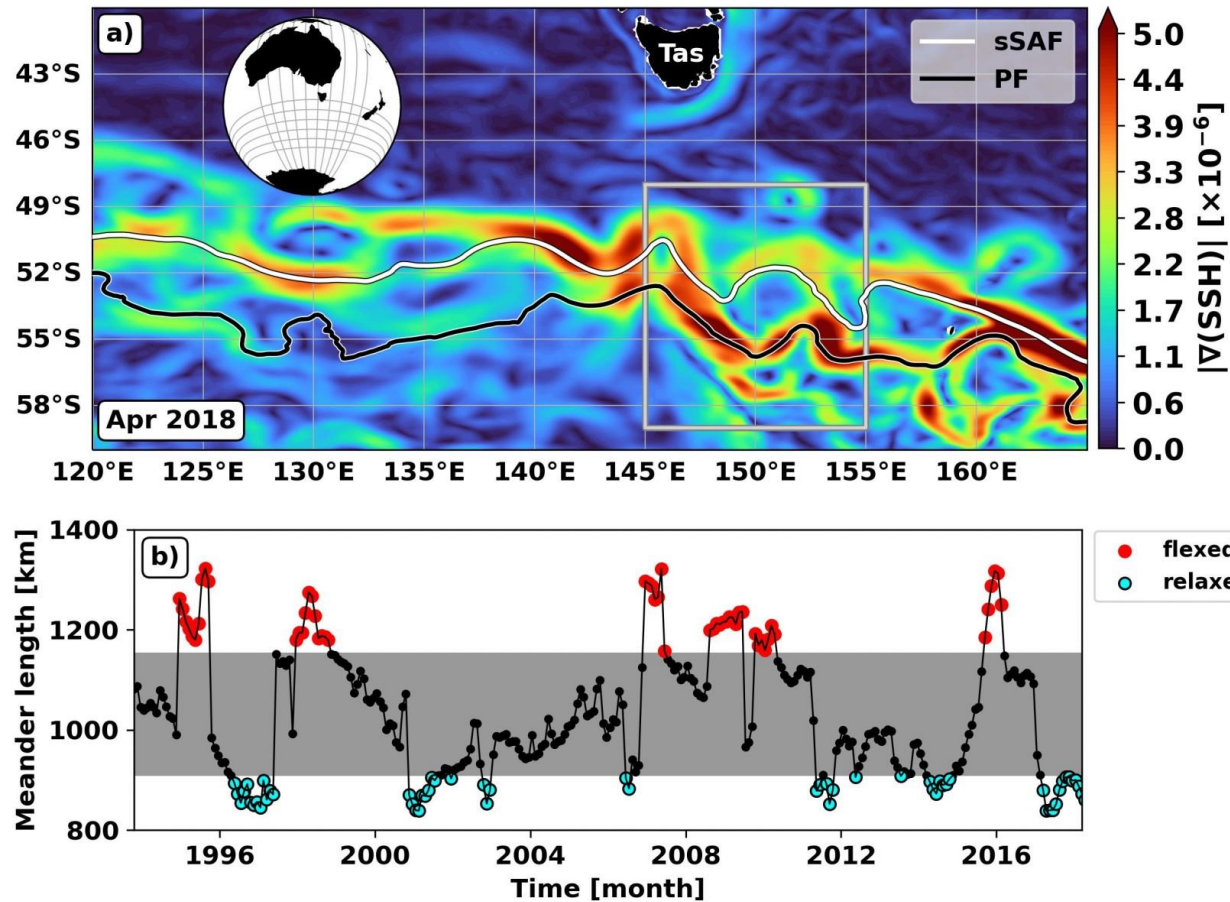 a)
Tas
sSAF
PF
43°S
46°S
49°S
52°S
55°S
58°S
Apr 2018
120°E 125°E 130°E 135°E 140°E 145°E 150°E 155°E 160°E
5.0
4.4
3.9
3.3
2.8
2.2
1.7
1.1
0.6
0.0
|∇(SSH)| [×10⁻⁶]
b)
1400
1200
1000
800
Meander length [km]
1996 2000 2004 2008 2012 2016
Time [month]
flexed
relaxe